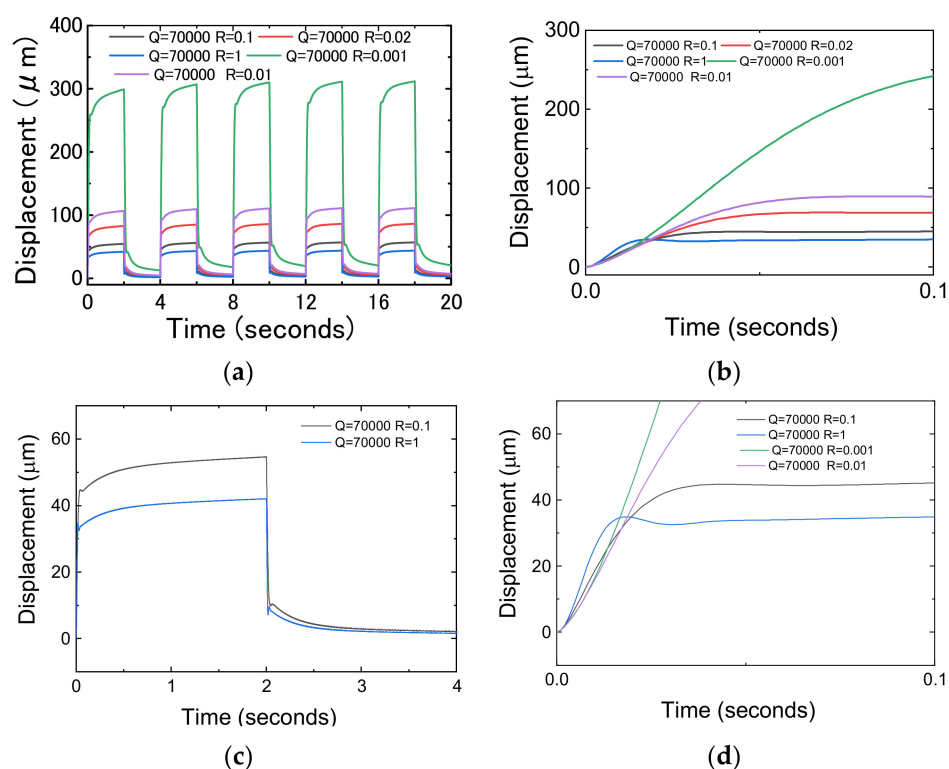 Displacement (μm)
400
300
200
100
0
Q=70000 R=0.1 Q=70000 R=0.02
Q=70000 R=1 Q=70000 R=0.001
Q=70000 R=0.01
0 4 8 12 16 20
Time (seconds)
(a)
Displacement (μm)
300
200
100
0
Q=70000 R=0.1 Q=70000 R=0.02
Q=70000 R=1 Q=70000 R=0.001
Q=70000 R=0.01
0.0 0.1
Time (seconds)
(b)
Displacement (μm)
60
40
20
0
Q=70000 R=0.1
Q=70000 R=1
0 1 2 3 4
Time (seconds)
(c)
Displacement (μm)
60
40
20
0
Q=70000 R=0.1
Q=70000 R=1
Q=70000 R=0.001
Q=70000 R=0.01
0.0 0.1
Time (seconds)
(d)